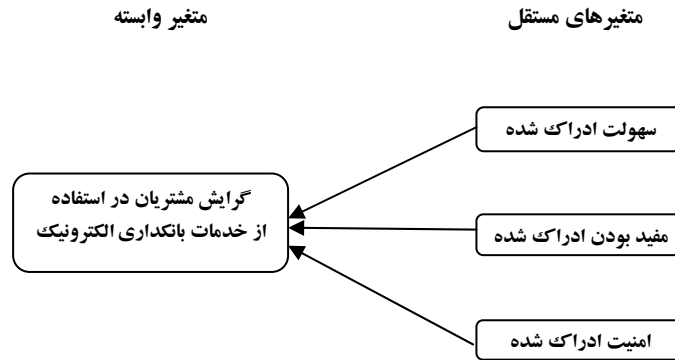 متغیرهای مستقل
متغیر وابسته
سهولت ادراک شده
گرایش مشتریان در استفاده
از خدمات بانکداری الکترونیک
مفید بودن ادراک شده
امنیت ادراک شده